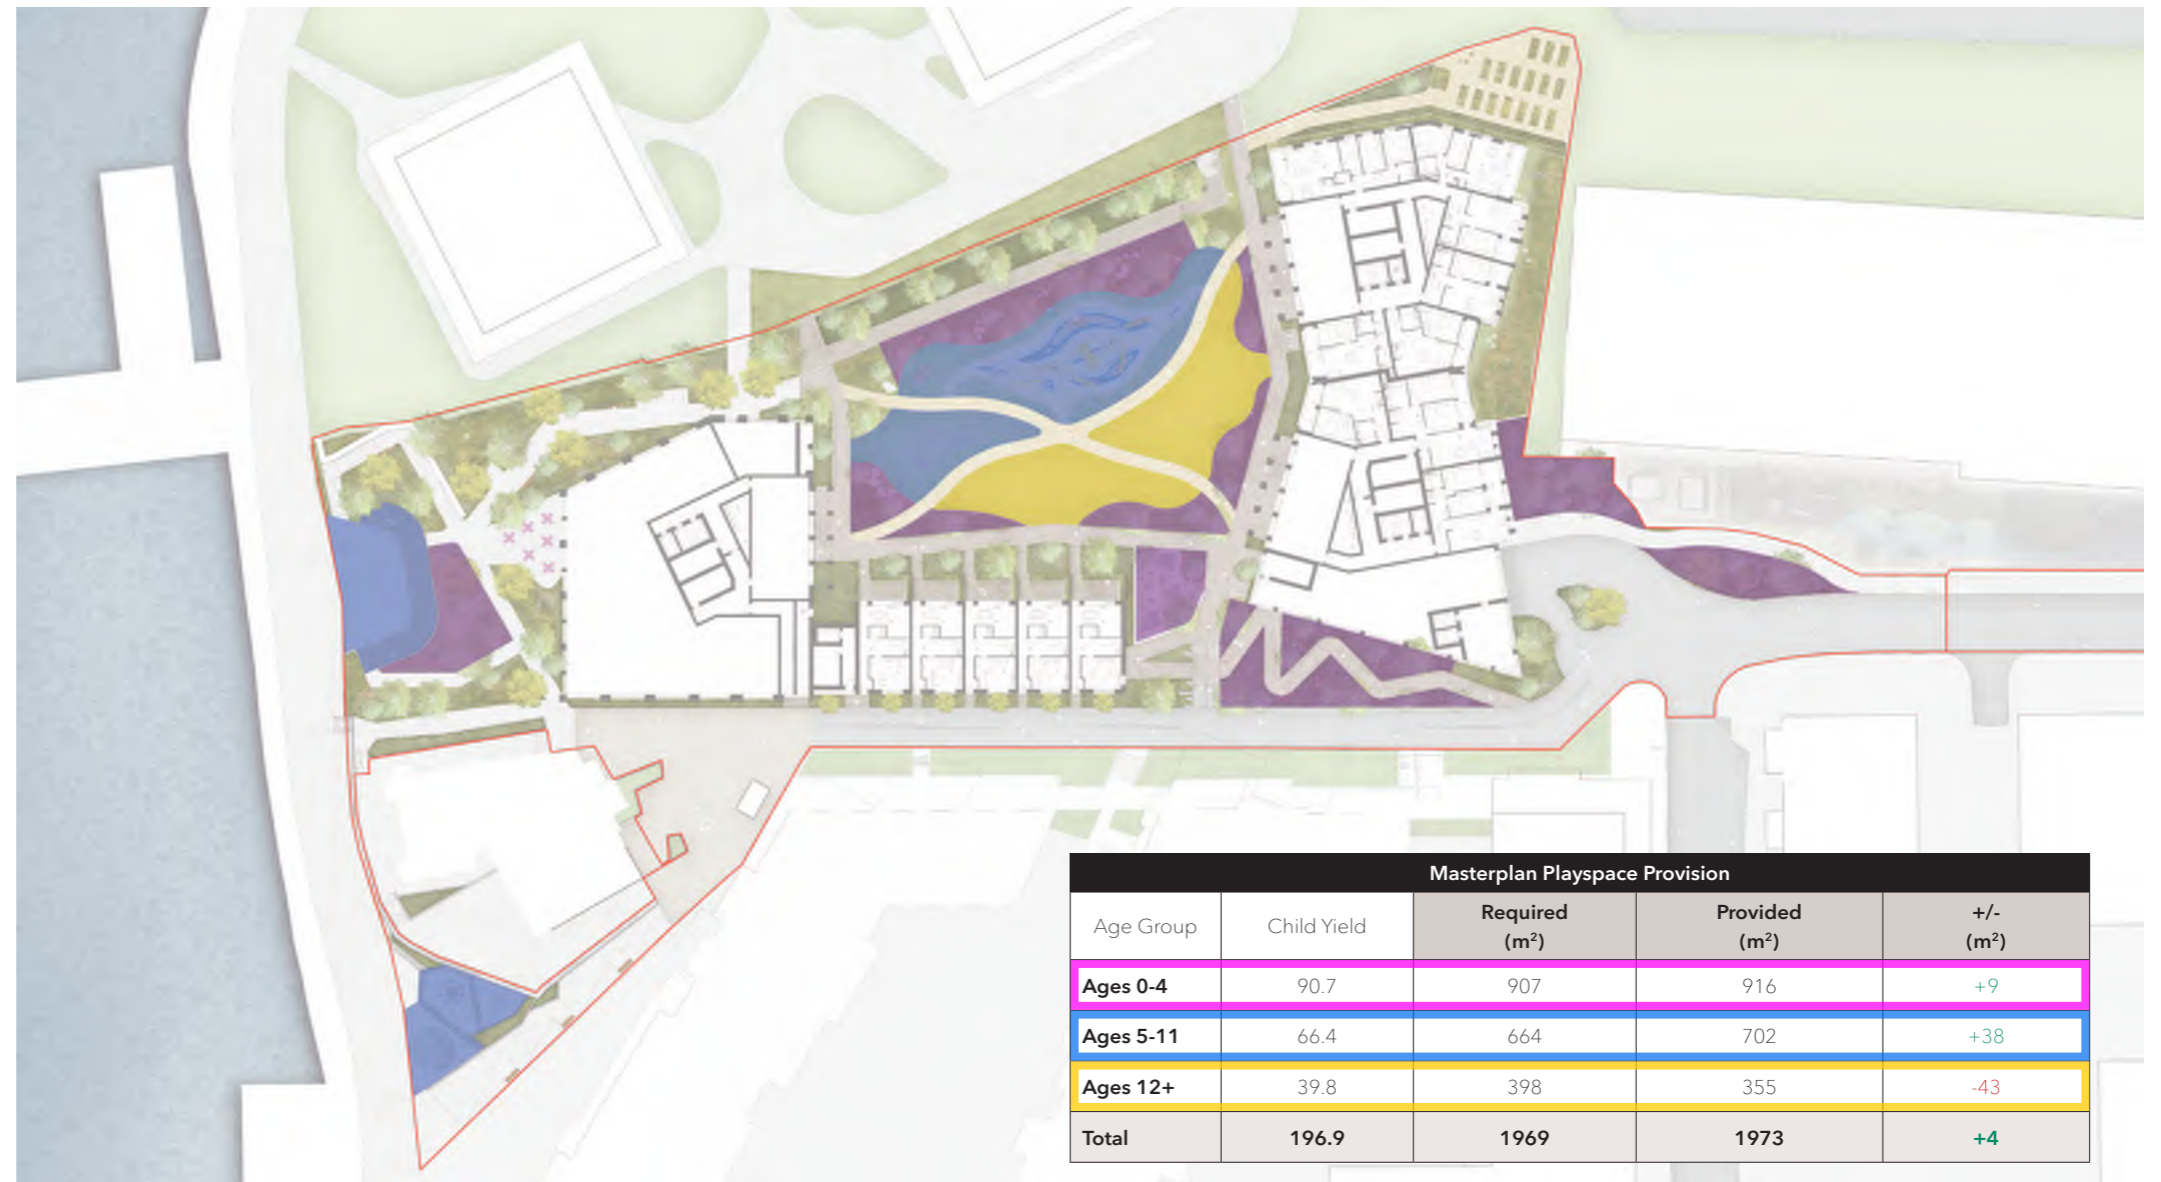 Masterplan Playspace Provision
Age Group Child Yield Required (m²) Provided (m²) +/- (m²)
Ages 0-4 90.7 907 916 +9
Ages 5-11 66.4 664 702 +38
Ages 12+ 39.8 398 355 -43
Total 196.9 1969 1973 +4